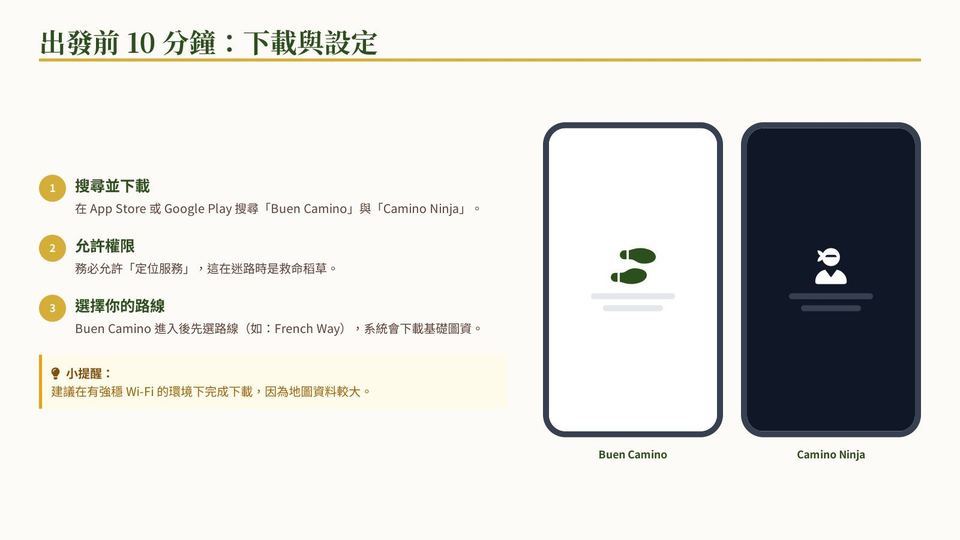 出發前 10 分鐘：下載與設定
1 搜尋並下載
在 App Store 或 Google Play 搜尋「Buen Camino」與「Camino Ninja」。
2 允許權限
務必允許「定位服務」，這在迷路時是救命稻草。
3 選擇你的路線
Buen Camino 進入後先選路線（如：French Way），系統會下載基礎圖資。
小提醒：
建議在有強穩 Wi-Fi 的環境下完成下載，因為地圖資料較大。
Buen Camino
Camino Ninja